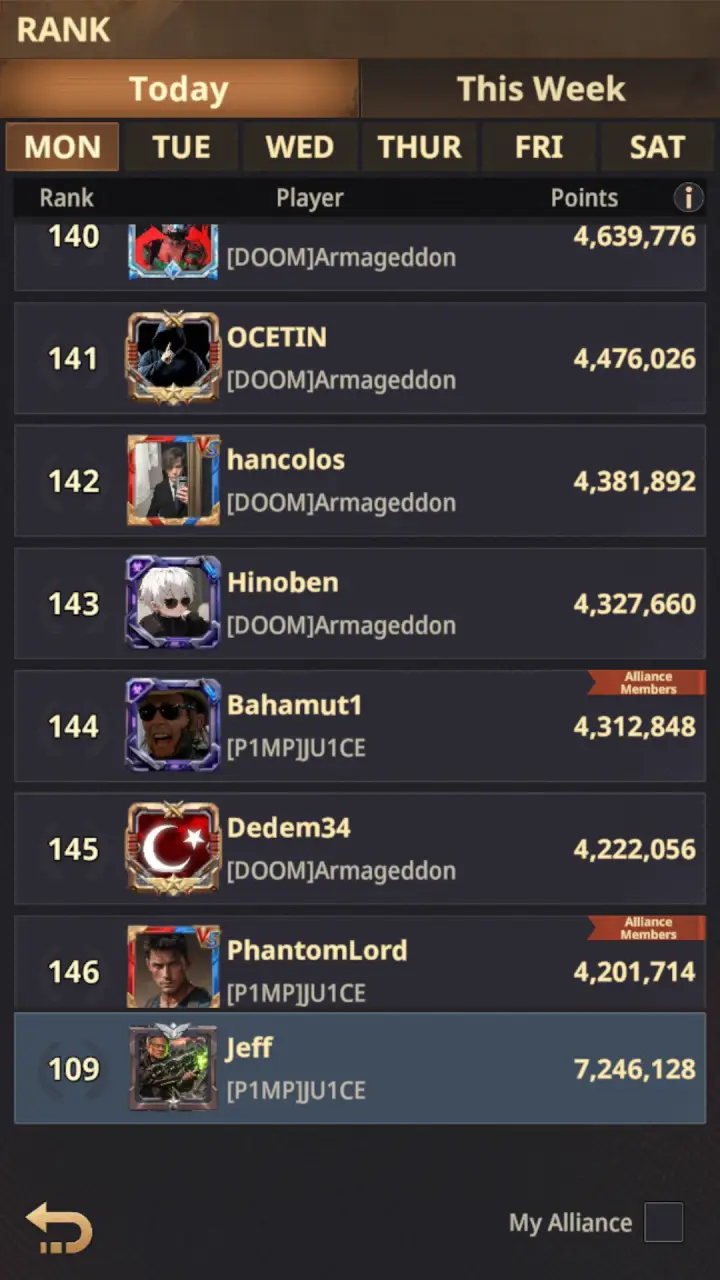 RANK
Today
This Week
MON
TUE
WED
THUR
FRI
SAT
Rank
Player
Points
i
140
[DOOM]Armageddon
4,639,776
141
OCETIN
[DOOM]Armageddon
4,476,026
142
VS
hancolos
[DOOM]Armageddon
4,381,892
143
Hinoben
[DOOM]Armageddon
4,327,660
144
Bahamut1
[P1MP]JU1CE
Alliance
Members
4,312,848
145
Dedem34
[DOOM]Armageddon
4,222,056
146
VS
PhantomLord
[P1MP]JU1CE
Alliance
Members
4,201,714
109
Jeff
[P1MP]JU1CE
7,246,128
My Alliance